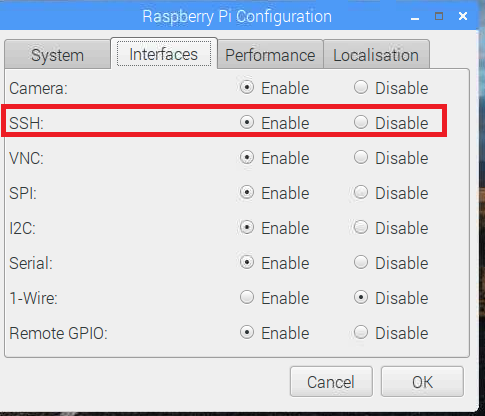 Raspberry Pi Configuration
System Interfaces Performance Localisation
Camera: Enable Disable
SSH: Enable Disable
VNC: Enable Disable
SPI: Enable Disable
I2C: Enable Disable
Serial: Enable Disable
1-Wire: Enable Disable
Remote GPIO: Enable Disable
Cancel OK